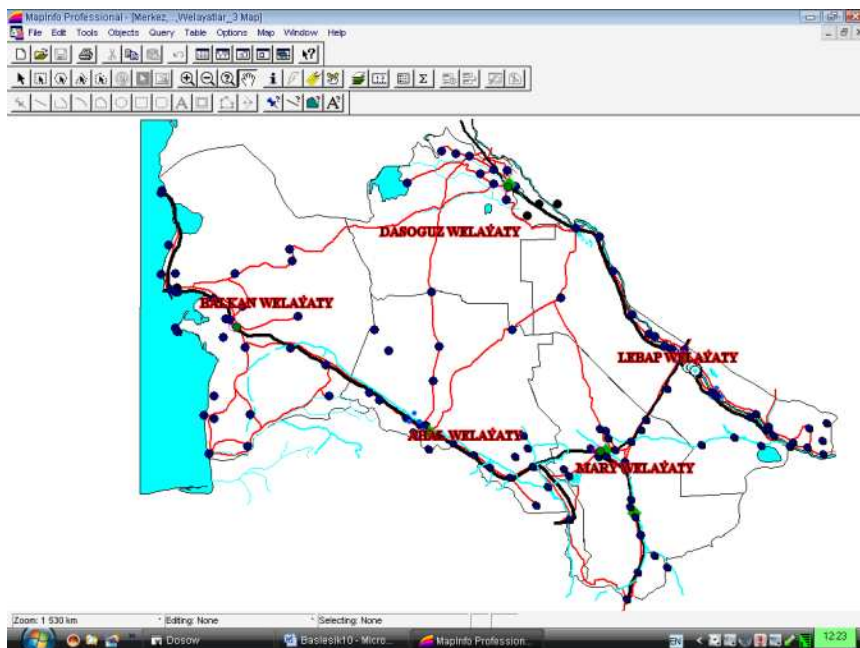 MapInfo Professional - [Merkez,...,Welayatlar_3 Map]
File Edit Tools Objects Query Table Options Map Window Help
DAŞOGUZ WELAÝATY
BALKAN WELAÝATY
LEBAP WELAÝATY
AHAL WELAÝATY
MARY WELAÝATY
Zoom: 1 530 km Editing: None Selecting: None
Dosow Baslesik10 - Micro... MapInfo Profession... EN 12:23